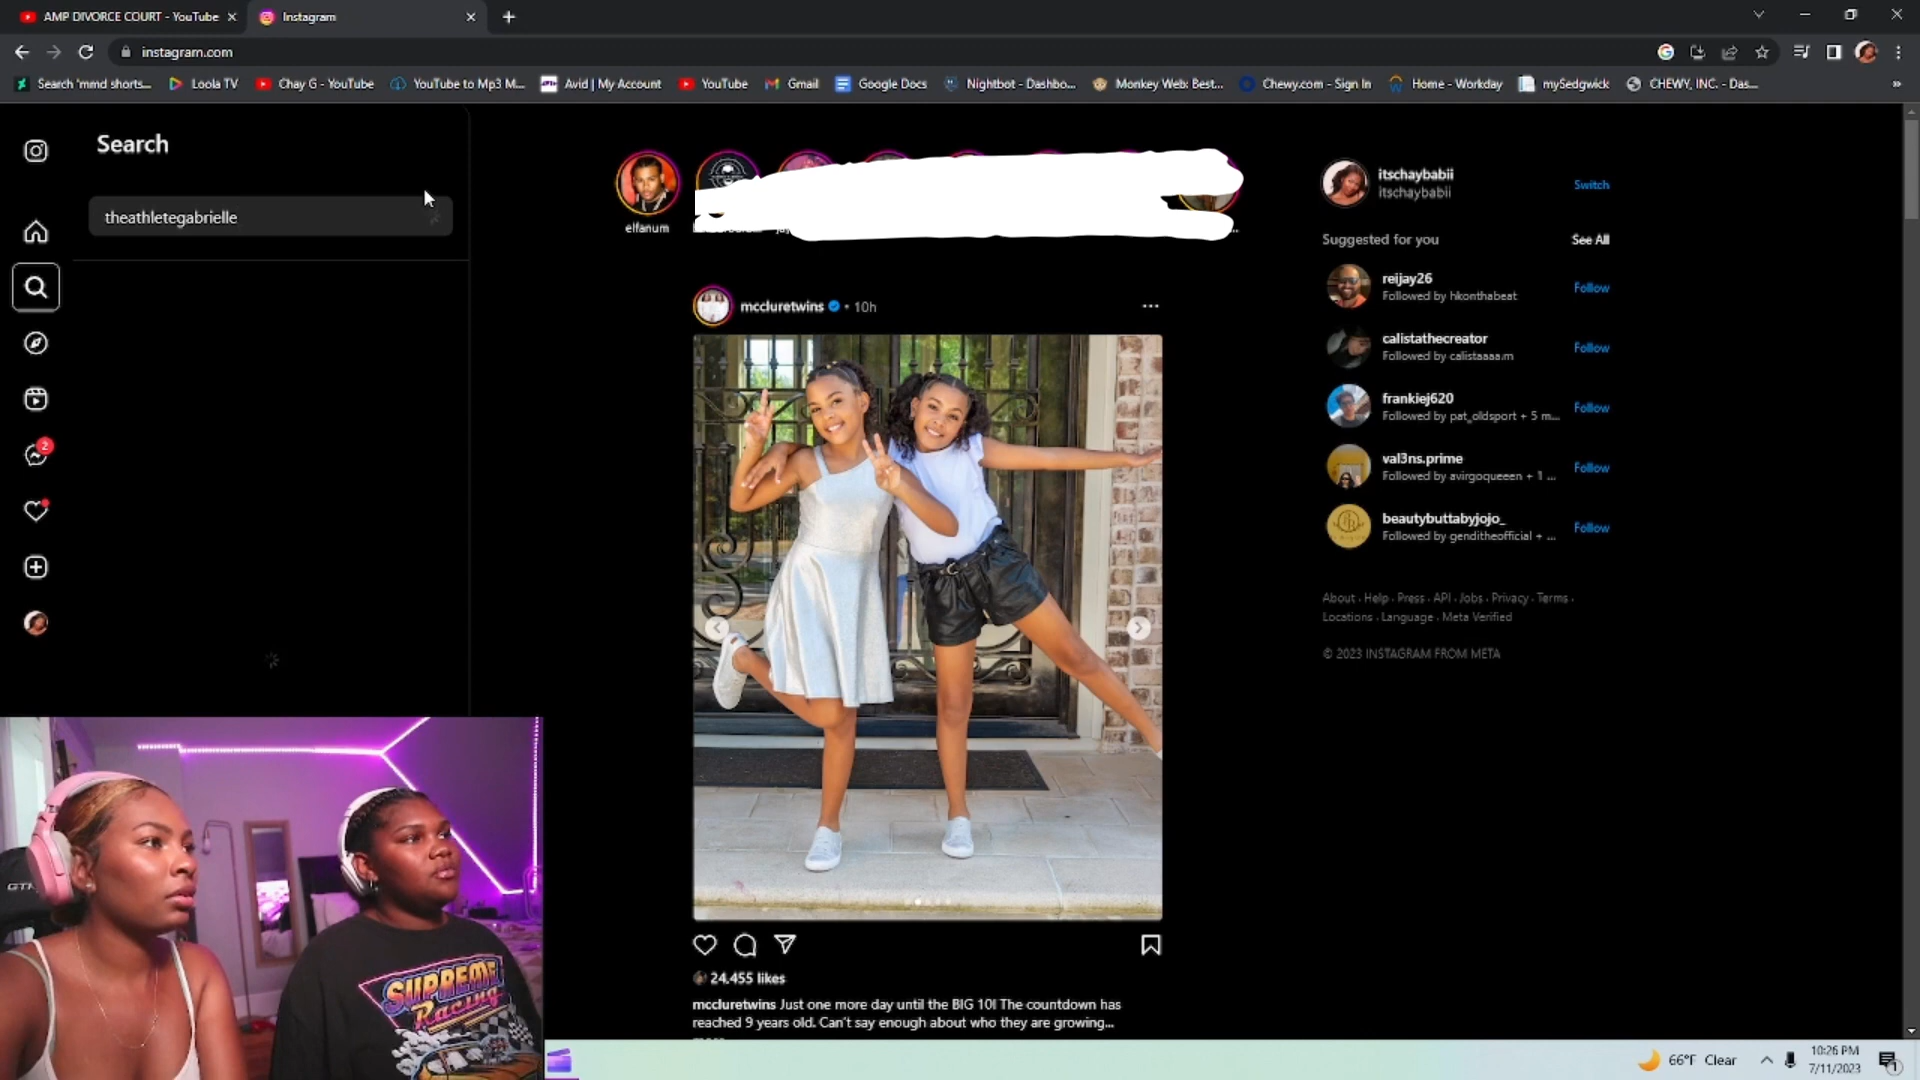 AMP DIVORCE COURT - YouTube
Instagram
instagram.com
Search 'mmd shorts...
Loola TV
Chay G - YouTube
YouTube to Mp3 M...
Avid | My Account
YouTube
Gmail
Google Docs
Nightbot - Dashbo...
Monkey Web: Best...
Chewy.com - Sign In
Home - Workday
mySedgwick
CHEWY, INC. - Das...
Search
theathletegabrielle
2
elfanum
mccluretwins • 10h
24,455 likes
mccluretwins Just one more day until the BIG 10! The countdown has
reached 9 years old. Can't say enough about who they are growing...
itschaybabii
itschaybabii
Switch
Suggested for you
See All
reijay26
Followed by hkonthabeat
Follow
calistathecreator
Followed by calistaaaa.m
Follow
frankiej620
Followed by pat_oldsport + 5 m...
Follow
val3ns.prime
Followed by avirgoqueeen + 1 ...
Follow
beautybuttabyjojo_
Followed by genditheofficial + ...
Follow
About · Help · Press · API · Jobs · Privacy · Terms ·
Locations · Language · Meta Verified
© 2023 INSTAGRAM FROM META
SUPREME
Racing
66°F Clear
10:26 PM
7/11/2023
1